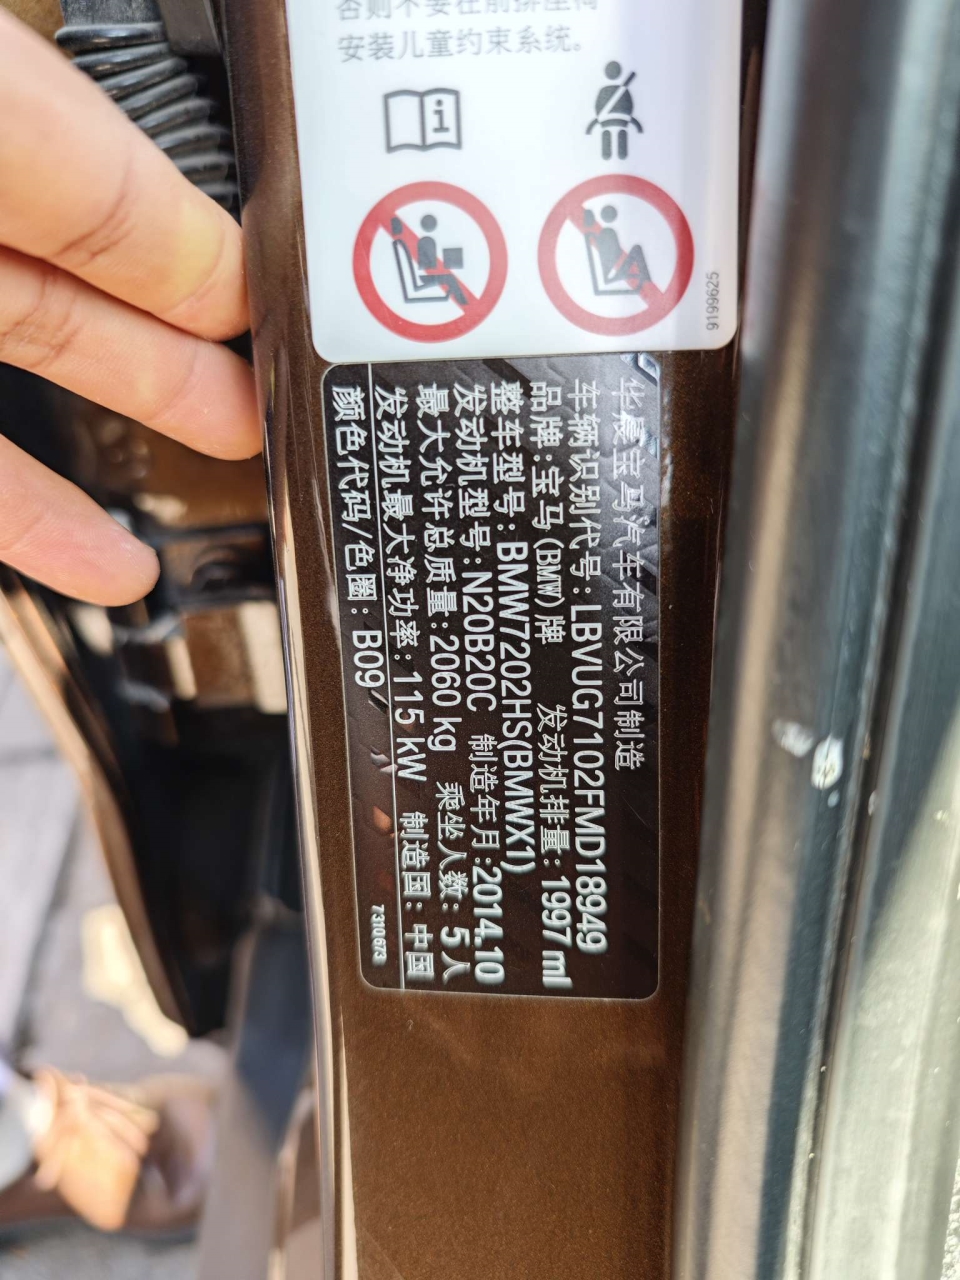 否则不要在前排座椅
安装儿童约束系统。
9199625
华晨宝马汽车有限公司制造
车辆识别代号:LBVUG7102FMD18949
品牌:宝马(BMW)牌 发动机排量:1997 ml
整车型号:BMW7202HS(BMWX1)
发动机型号:N20B20C 制造年月:2014.10
最大允许总质量:2060 kg 乘坐人数:5人
发动机最大净功率:115 kW 制造国:中国
颜色代码/色圈:B09
7310673